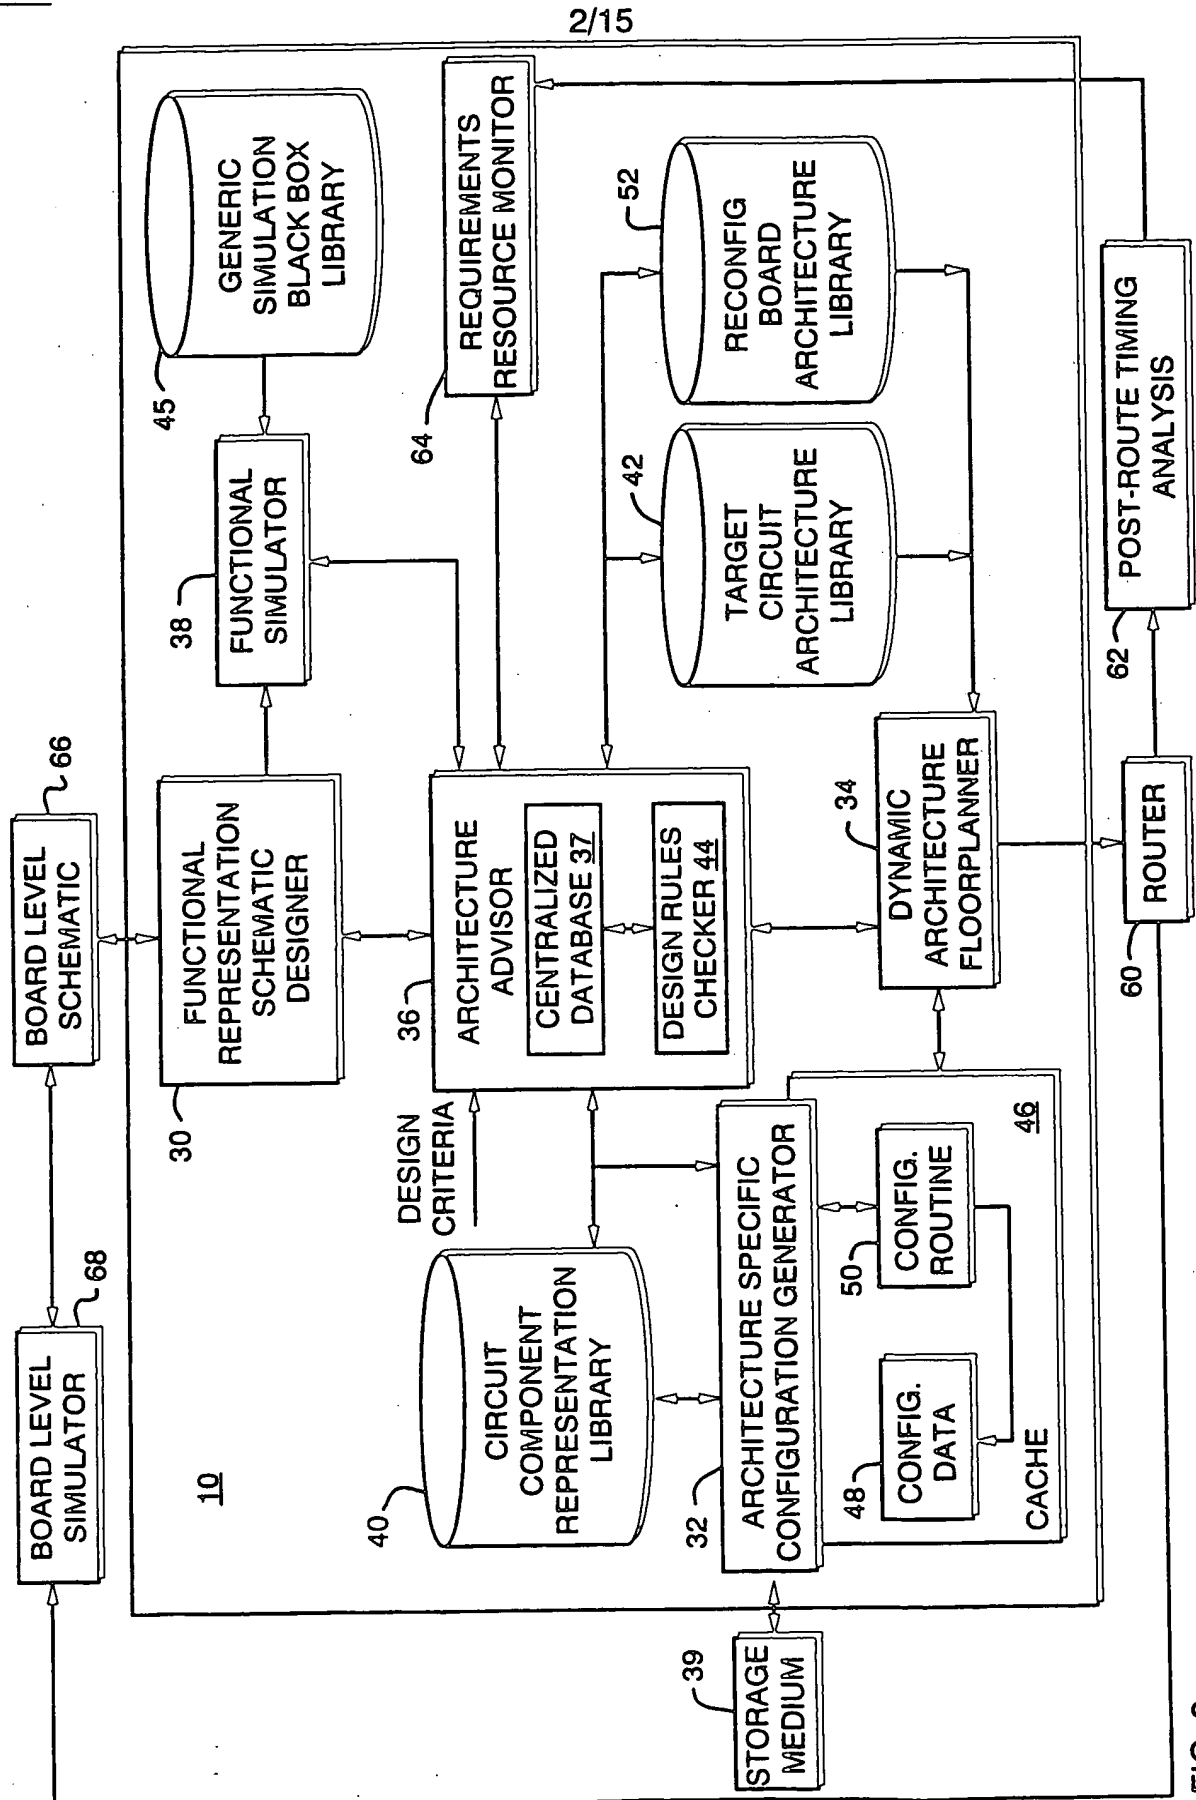 2/15
BOARD LEVEL
SIMULATOR
68
BOARD LEVEL
SCHEMATIC
66
10
30
FUNCTIONAL
REPRESENTATION
SCHEMATIC
DESIGNER
38
FUNCTIONAL
SIMULATOR
45
GENERIC
SIMULATION
BLACK BOX
LIBRARY
40
CIRCUIT
COMPONENT
REPRESENTATION
LIBRARY
DESIGN
CRITERIA
36
ARCHITECTURE
ADVISOR
CENTRALIZED
DATABASE 37
DESIGN RULES
CHECKER 44
64
REQUIREMENTS
RESOURCE MONITOR
42
TARGET
CIRCUIT
ARCHITECTURE
LIBRARY
52
RECONFIG
BOARD
ARCHITECTURE
LIBRARY
39
STORAGE
MEDIUM
32
ARCHITECTURE SPECIFIC
CONFIGURATION GENERATOR
48
CONFIG.
DATA
50
CONFIG.
ROUTINE
46
CACHE
34
DYNAMIC
ARCHITECTURE
FLOORPLANNER
60
ROUTER
62
POST-ROUTE TIMING
ANALYSIS